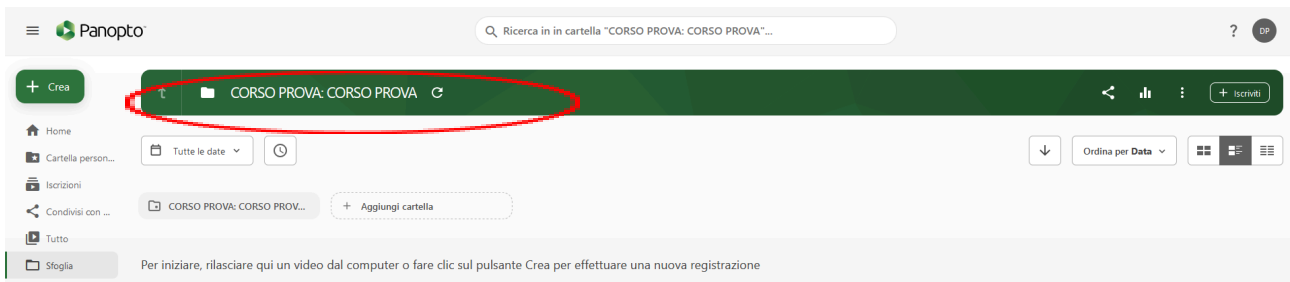 Panopto
Ricerca in in cartella "CORSO PROVA: CORSO PROVA"...
?
DP
+ Crea
CORSO PROVA: CORSO PROVA
+ Iscriviti
Home
Cartella person...
Iscrizioni
Condivisi con ...
Tutto
Sfoglia
Tutte le date
Ordina per Data
CORSO PROVA: CORSO PROV...
+ Aggiungi cartella
Per iniziare, rilasciare qui un video dal computer o fare clic sul pulsante Crea per effettuare una nuova registrazione